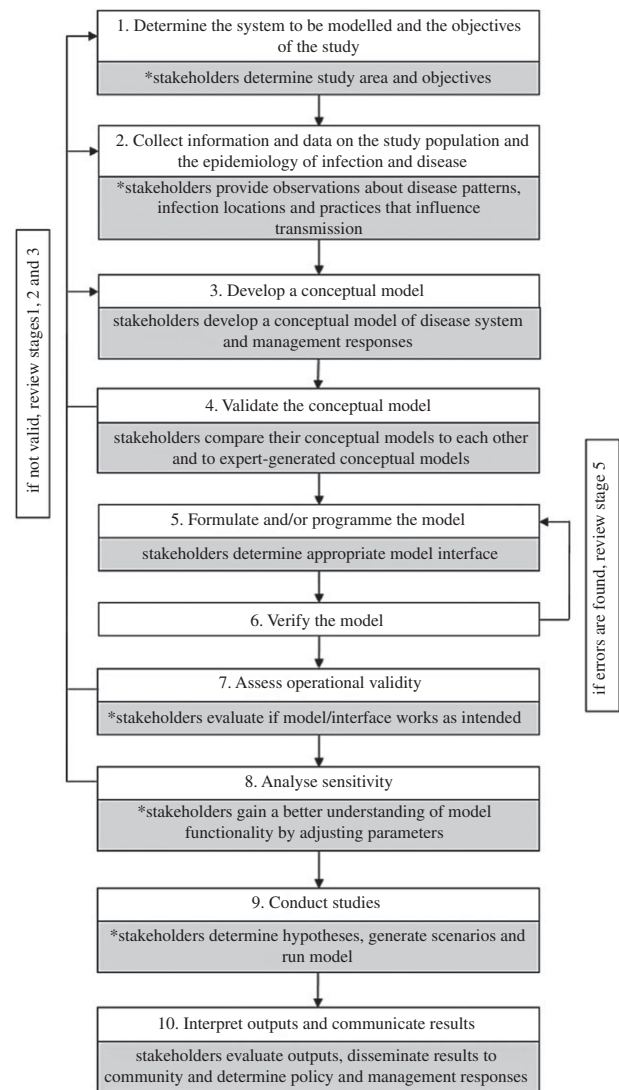 1. Determine the system to be modelled and the objectives
of the study
*stakeholders determine study area and objectives
2. Collect information and data on the study population and
the epidemiology of infection and disease
*stakeholders provide observations about disease patterns,
infection locations and practices that influence
transmission
3. Develop a conceptual model
stakeholders develop a conceptual model of disease system
and management responses
4. Validate the conceptual model
stakeholders compare their conceptual models to each other
and to expert-generated conceptual models
5. Formulate and/or programme the model
stakeholders determine appropriate model interface
6. Verify the model
7. Assess operational validity
*stakeholders evaluate if model/interface works as intended
8. Analyse sensitivity
*stakeholders gain a better understanding of model
functionality by adjusting parameters
9. Conduct studies
*stakeholders determine hypotheses, generate scenarios and
run model
10. Interpret outputs and communicate results
stakeholders evaluate outputs, disseminate results to
community and determine policy and management responses
if not valid, review stages1, 2 and 3
if errors are found, review stage 5